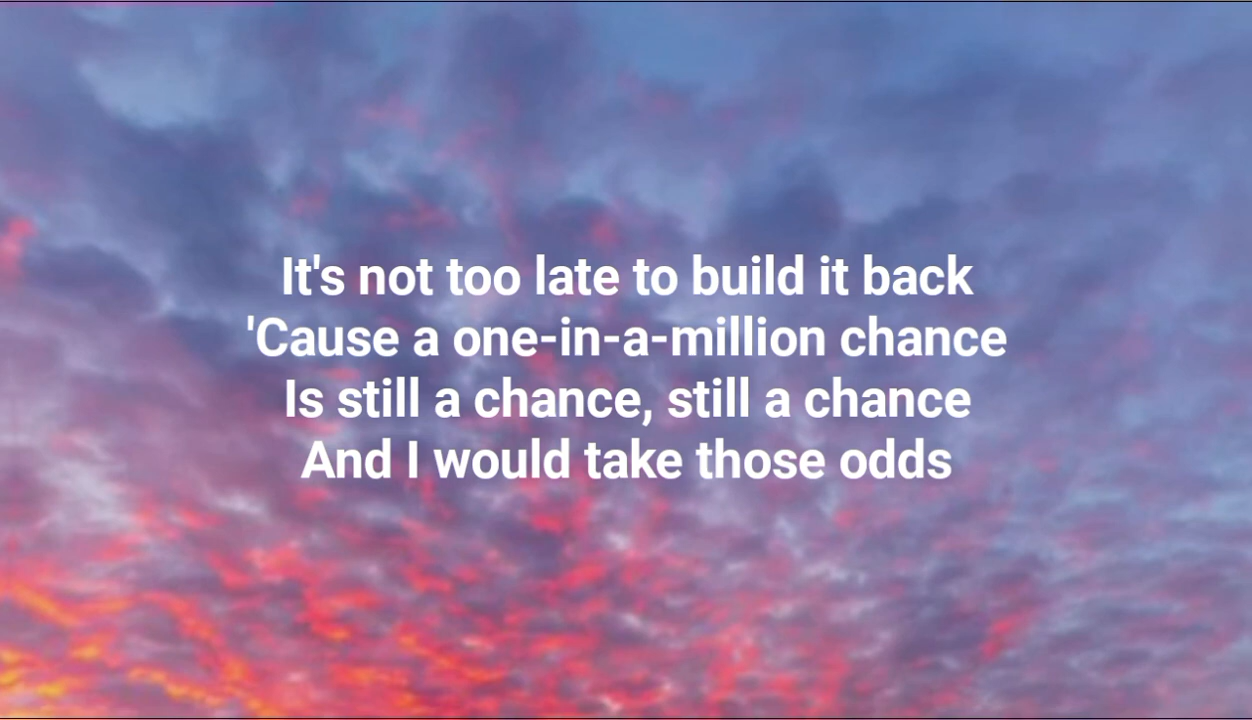 It's not too late to build it back
'Cause a one-in-a-million chance
Is still a chance, still a chance
And I would take those odds